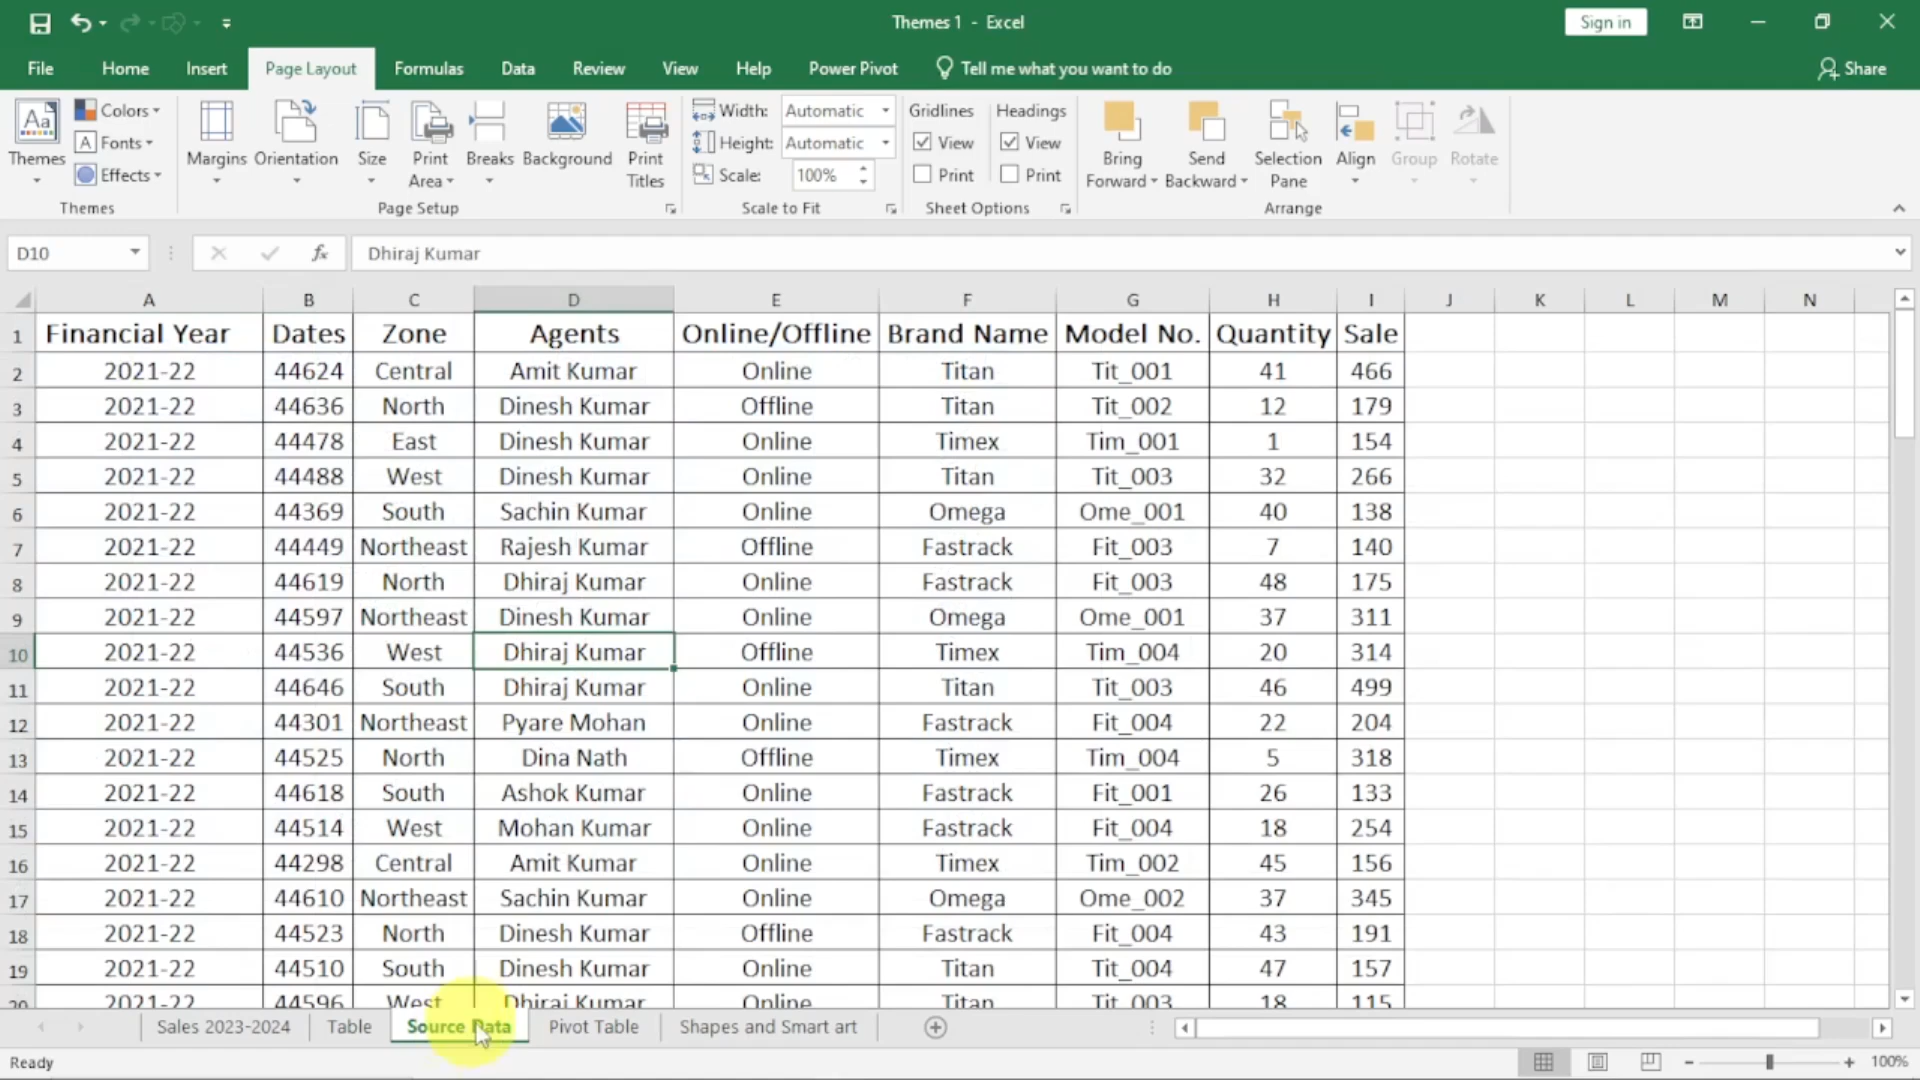 Themes 1 - Excel
Sign in
File Home Insert Page Layout Formulas Data Review View Help Power Pivot Tell me what you want to do Share
Themes
Colors
Fonts
Effects
Themes
Margins Orientation Size Print Area Breaks Background Print Titles
Page Setup
Width: Automatic
Height: Automatic
Scale: 100%
Scale to Fit
Gridlines Headings
View View
Print Print
Sheet Options
Bring Forward Send Backward Selection Pane Align Group Rotate
Arrange
D10 fx Dhiraj Kumar
A B C D E F G H I J K L M N
1 Financial Year Dates Zone Agents Online/Offline Brand Name Model No. Quantity Sale
2 2021-22 44624 Central Amit Kumar Online Titan Tit_001 41 466
3 2021-22 44636 North Dinesh Kumar Offline Titan Tit_002 12 179
4 2021-22 44478 East Dinesh Kumar Online Timex Tim_001 1 154
5 2021-22 44488 West Dinesh Kumar Online Titan Tit_003 32 266
6 2021-22 44369 South Sachin Kumar Online Omega Ome_001 40 138
7 2021-22 44449 Northeast Rajesh Kumar Offline Fastrack Fit_003 7 140
8 2021-22 44619 North Dhiraj Kumar Online Fastrack Fit_003 48 175
9 2021-22 44597 Northeast Dinesh Kumar Online Omega Ome_001 37 311
10 2021-22 44536 West Dhiraj Kumar Offline Timex Tim_004 20 314
11 2021-22 44646 South Dhiraj Kumar Online Titan Tit_003 46 499
12 2021-22 44301 Northeast Pyare Mohan Online Fastrack Fit_004 22 204
13 2021-22 44525 North Dina Nath Offline Timex Tim_004 5 318
14 2021-22 44618 South Ashok Kumar Online Fastrack Fit_001 26 133
15 2021-22 44514 West Mohan Kumar Online Fastrack Fit_004 18 254
16 2021-22 44298 Central Amit Kumar Online Timex Tim_002 45 156
17 2021-22 44610 Northeast Sachin Kumar Online Omega Ome_002 37 345
18 2021-22 44523 North Dinesh Kumar Offline Fastrack Fit_004 43 191
19 2021-22 44510 South Dinesh Kumar Online Titan Tit_004 47 157
20 2021-22 44596 West Dhiraj Kumar Online Titan Tit_003 18 115
Sales 2023-2024 Table Source Data Pivot Table Shapes and Smart art
Ready 100%